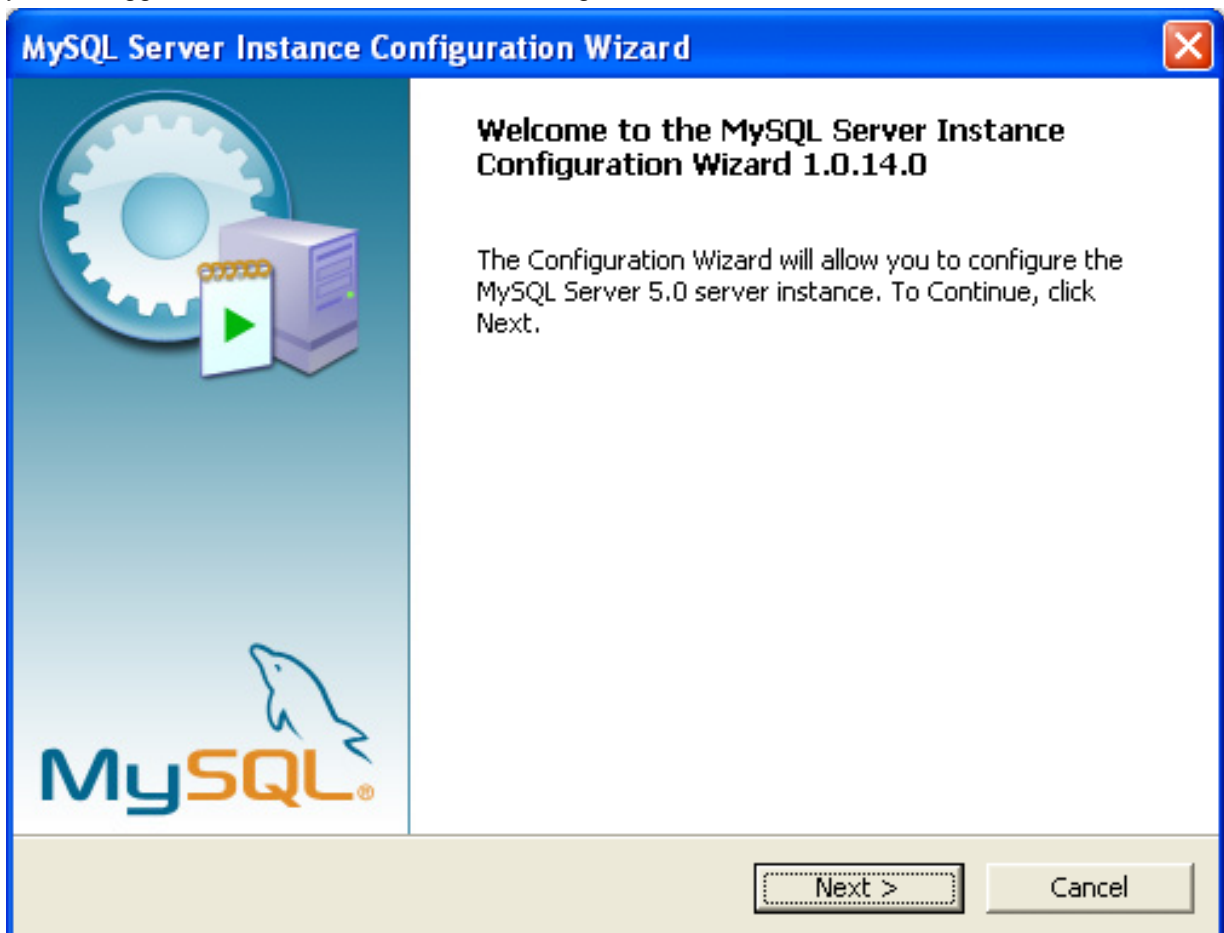 MySQL Server Instance Configuration Wizard
Welcome to the MySQL Server Instance
Configuration Wizard 1.0.14.0
The Configuration Wizard will allow you to configure the
MySQL Server 5.0 server instance. To Continue, click
Next.
MySQL®
Next >
Cancel